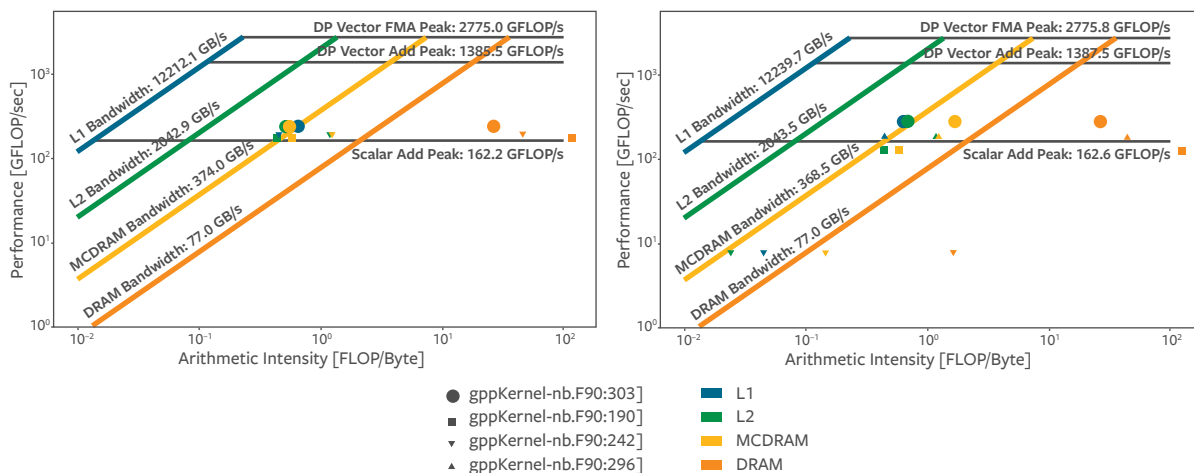 DP Vector FMA Peak: 2775.0 GFLOP/s
DP Vector Add Peak: 1385.5 GFLOP/s
L1 Bandwidth: 12212.1 GB/s
L2 Bandwidth: 2042.9 GB/s
MCDRAM Bandwidth: 374.0 GB/s
DRAM Bandwidth: 77.0 GB/s
Scalar Add Peak: 162.2 GFLOP/s
Performance [GFLOP/sec]
10³
10²
10¹
10⁰
10⁻²
10⁻¹
10⁰
10¹
10²
Arithmetic Intensity [FLOP/Byte]
DP Vector FMA Peak: 2775.8 GFLOP/s
DP Vector Add Peak: 1387.5 GFLOP/s
L1 Bandwidth: 12239.7 GB/s
L2 Bandwidth: 2043.5 GB/s
MCDRAM Bandwidth: 368.5 GB/s
DRAM Bandwidth: 77.0 GB/s
Scalar Add Peak: 162.6 GFLOP/s
Performance [GFLOP/sec]
10³
10²
10¹
10⁰
10⁻²
10⁻¹
10⁰
10¹
10²
Arithmetic Intensity [FLOP/Byte]
gppKernel-nb.F90:303]
gppKernel-nb.F90:190]
gppKernel-nb.F90:242]
gppKernel-nb.F90:296]
L1
L2
MCDRAM
DRAM